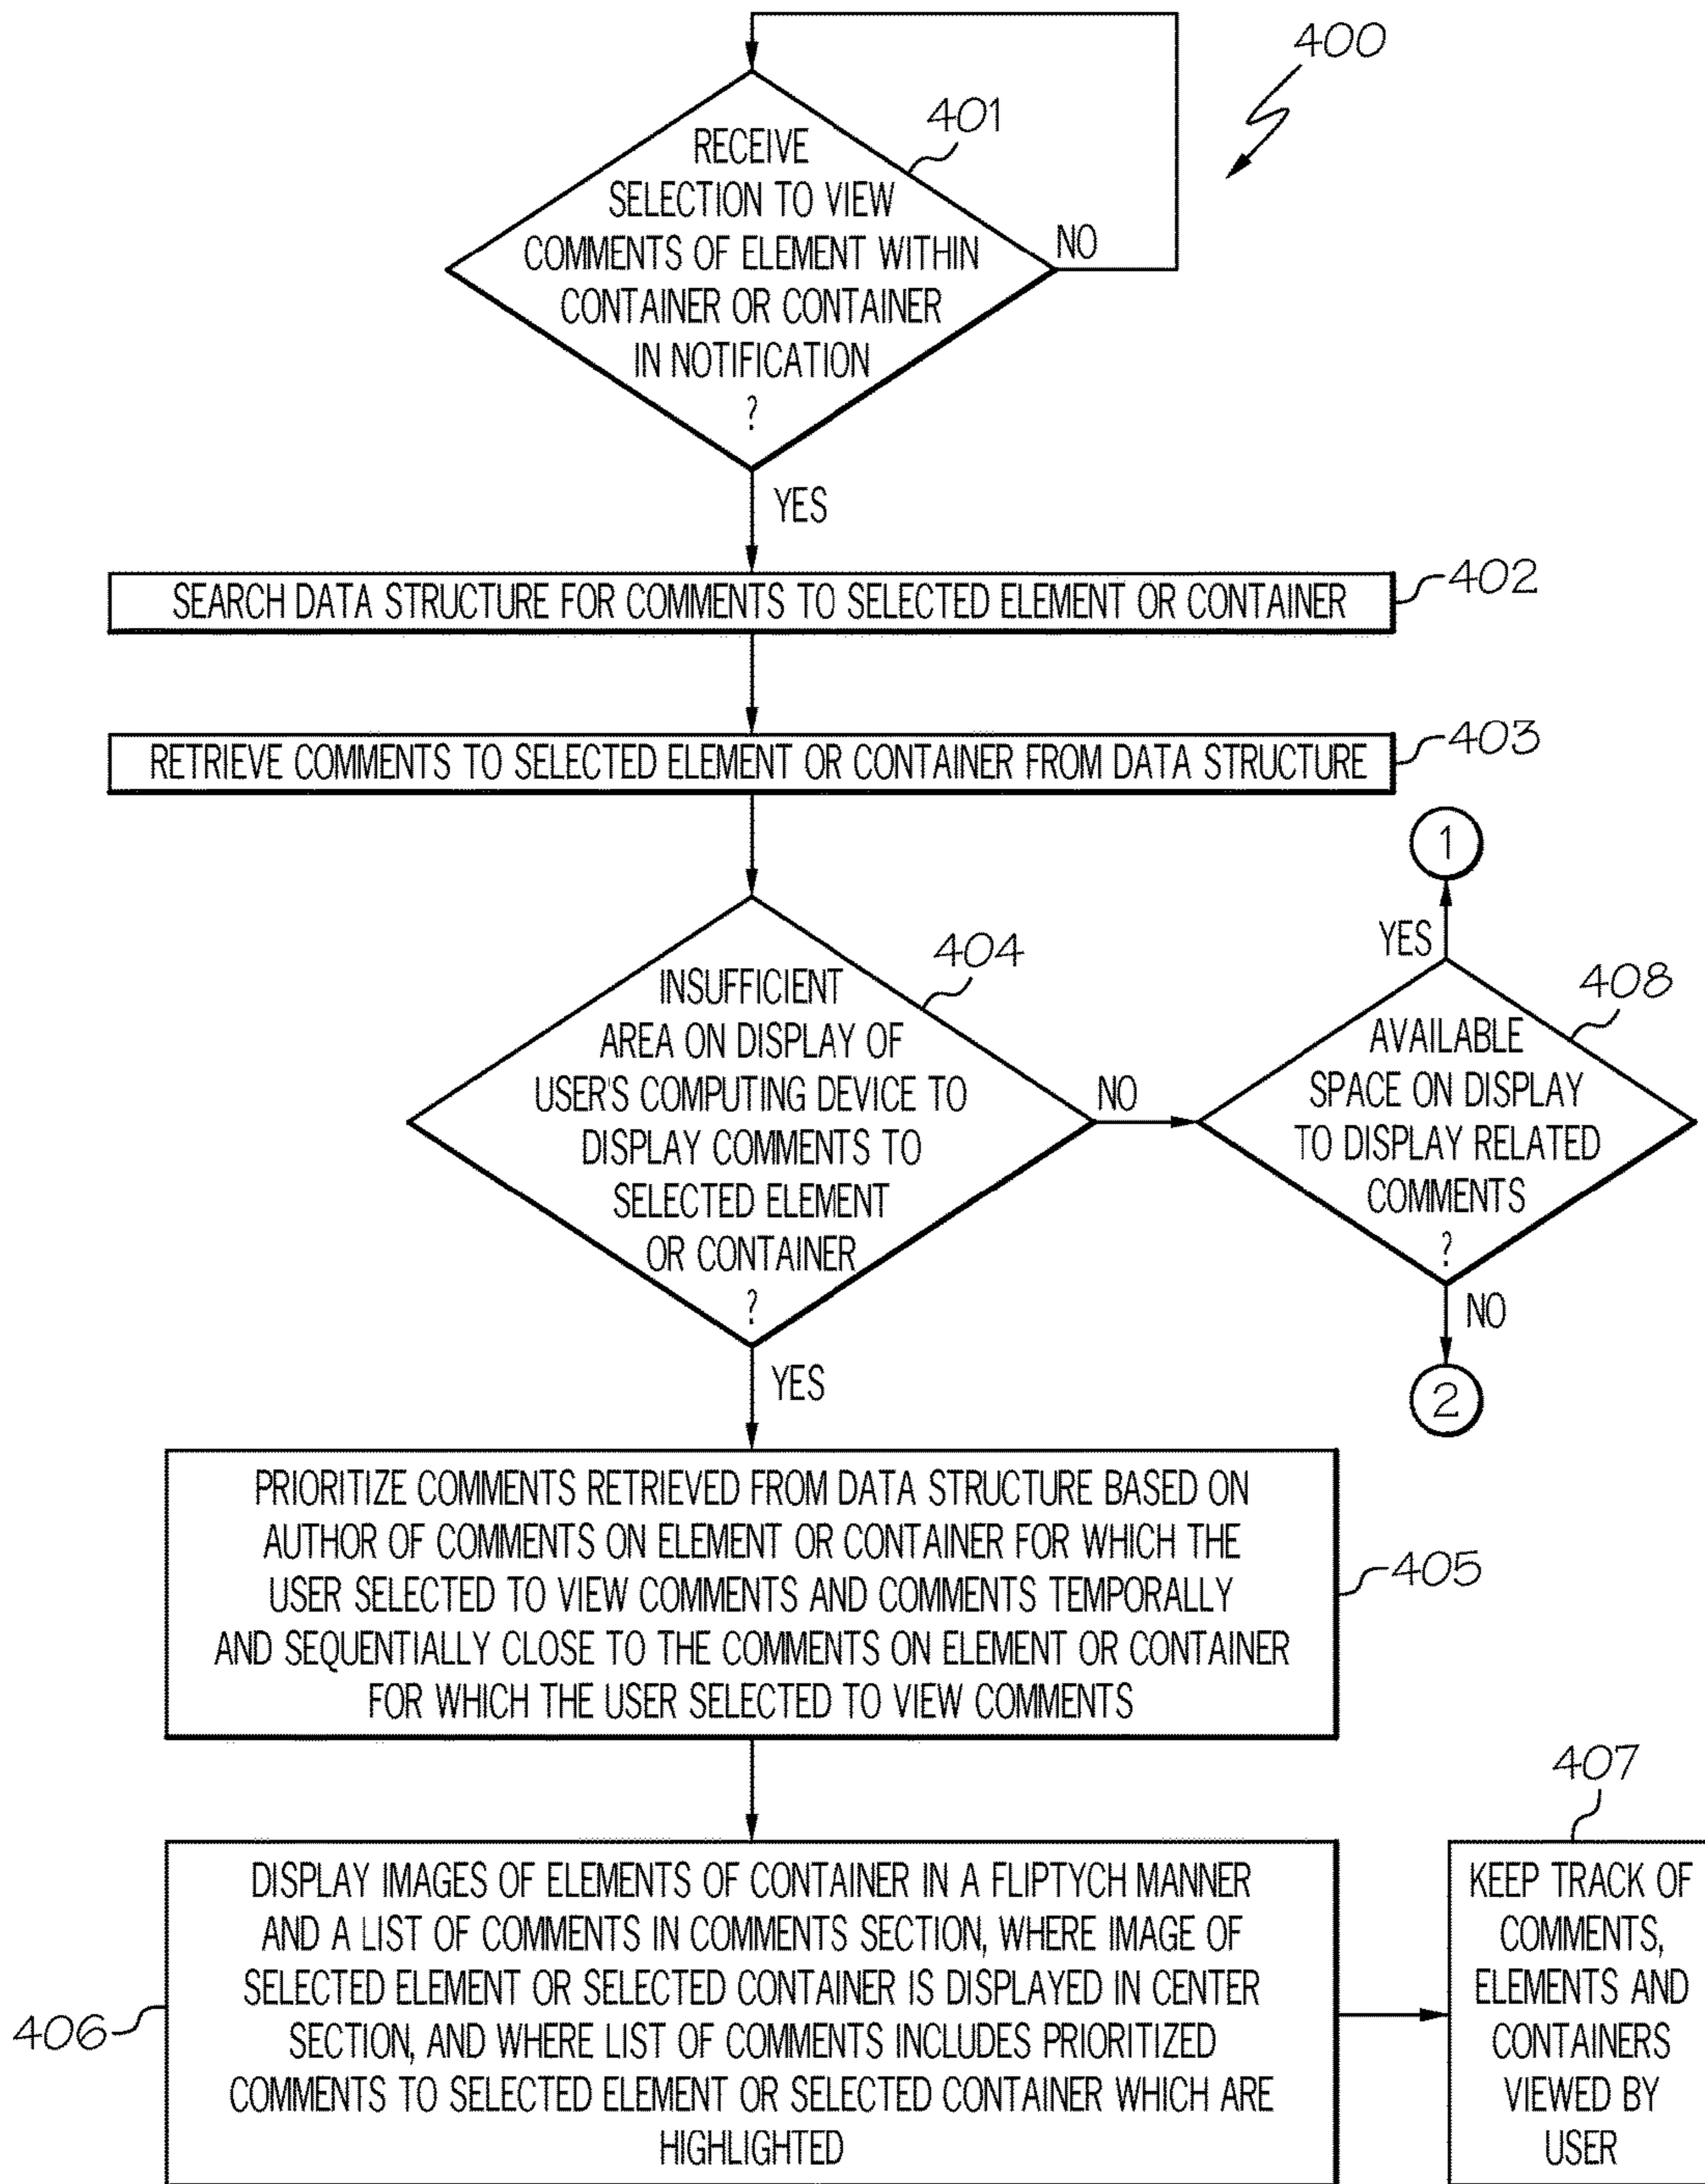 400
401
RECEIVE
SELECTION TO VIEW
COMMENTS OF ELEMENT WITHIN
CONTAINER OR CONTAINER
IN NOTIFICATION
?
NO
YES
SEARCH DATA STRUCTURE FOR COMMENTS TO SELECTED ELEMENT OR CONTAINER
402
RETRIEVE COMMENTS TO SELECTED ELEMENT OR CONTAINER FROM DATA STRUCTURE
403
404
INSUFFICIENT
AREA ON DISPLAY OF
USER'S COMPUTING DEVICE TO
DISPLAY COMMENTS TO
SELECTED ELEMENT
OR CONTAINER
?
NO
YES
1
YES
408
AVAILABLE
SPACE ON DISPLAY
TO DISPLAY RELATED
COMMENTS
?
NO
2
PRIORITIZE COMMENTS RETRIEVED FROM DATA STRUCTURE BASED ON
AUTHOR OF COMMENTS ON ELEMENT OR CONTAINER FOR WHICH THE
USER SELECTED TO VIEW COMMENTS AND COMMENTS TEMPORALLY
AND SEQUENTIALLY CLOSE TO THE COMMENTS ON ELEMENT OR CONTAINER
FOR WHICH THE USER SELECTED TO VIEW COMMENTS
405
406
DISPLAY IMAGES OF ELEMENTS OF CONTAINER IN A FLIPTYCH MANNER
AND A LIST OF COMMENTS IN COMMENTS SECTION, WHERE IMAGE OF
SELECTED ELEMENT OR SELECTED CONTAINER IS DISPLAYED IN CENTER
SECTION, AND WHERE LIST OF COMMENTS INCLUDES PRIORITIZED
COMMENTS TO SELECTED ELEMENT OR SELECTED CONTAINER WHICH ARE
HIGHLIGHTED
407
KEEP TRACK OF
COMMENTS,
ELEMENTS AND
CONTAINERS
VIEWED BY
USER